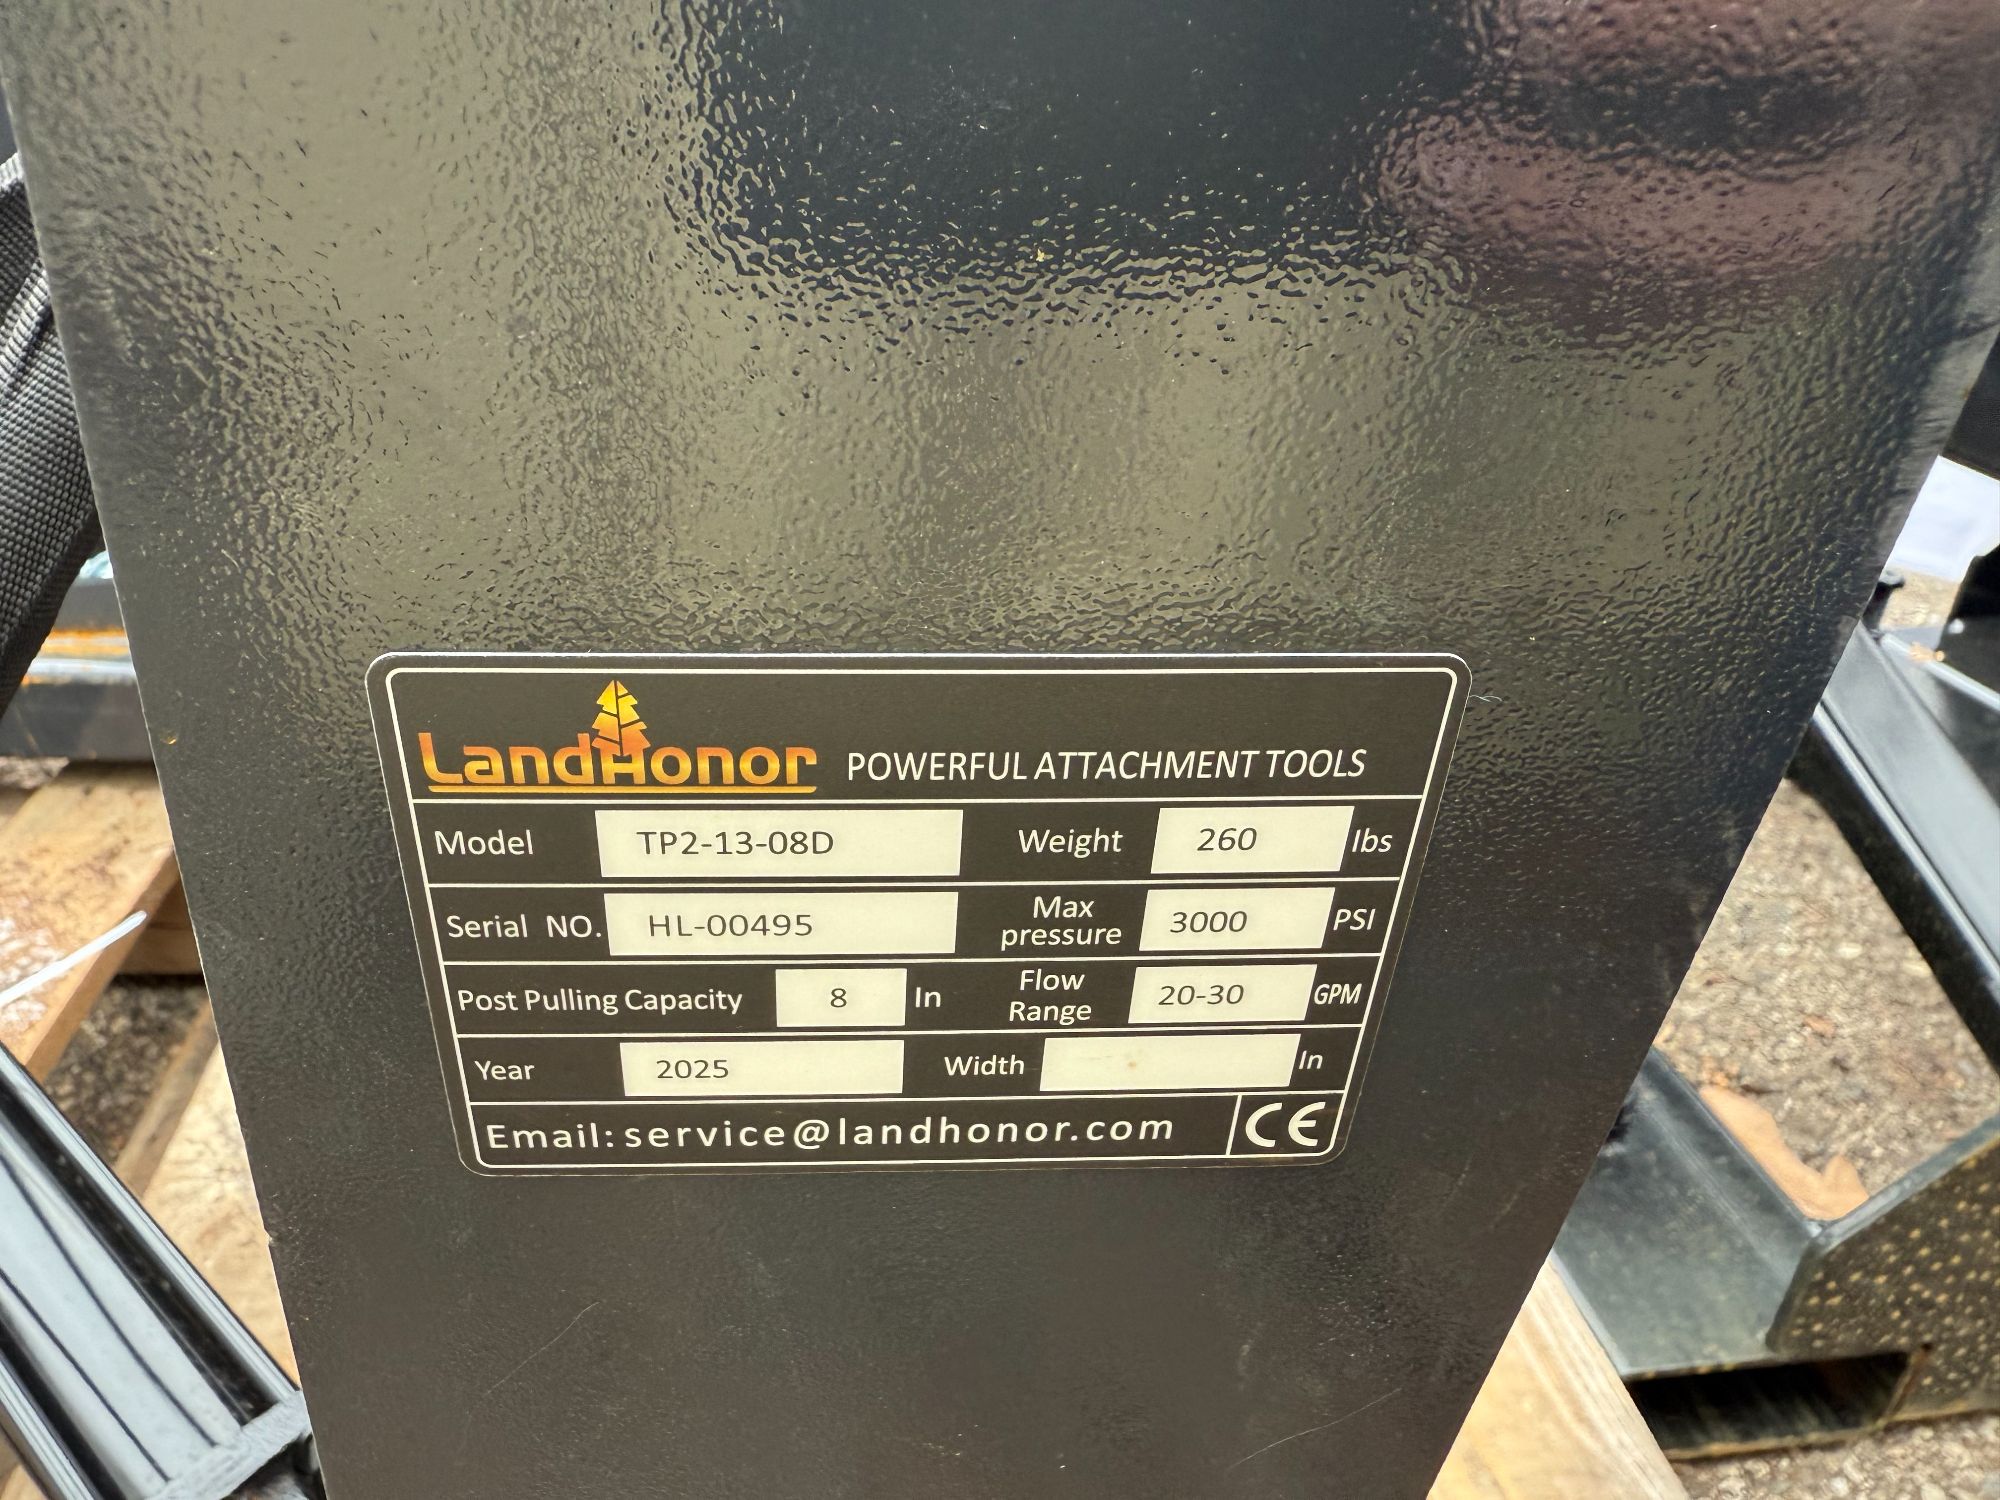 LandHonor POWERFUL ATTACHMENT TOOLS
Model TP2-13-08D Weight 260 lbs
Serial NO. HL-00495 Max pressure 3000 PSI
Post Pulling Capacity 8 In Flow Range 20-30 GPM
Year 2025 Width In
Email: service@landhonor.com CE